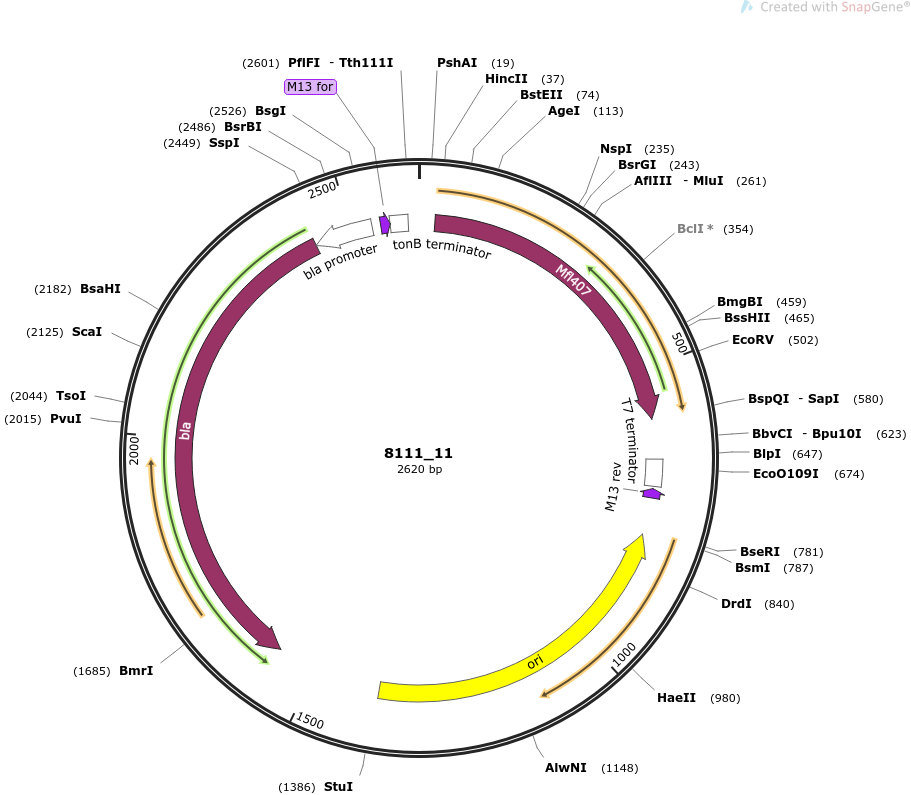 Created with SnapGene®
(2601) PflFI - Tth111I
PshAI (19)
M13 for
HincII (37)
BstEII (74)
(2526) BsgI
AgeI (113)
(2486) BsrBI
(2449) SspI
NspI (235)
BsrGI (243)
AflIII - MluI (261)
2500
BclI * (354)
bla promoter
tonB terminator
Mfl407
(2182) BsaHI
BmgBI (459)
BssHII (465)
(2125) ScaI
500
EcoRV (502)
(2044) TsoI
BspQI - SapI (580)
(2015) PvuI
bla
2000
T7 terminator
BbvCI - Bpu10I (623)
8111_11
BlpI (647)
2620 bp
EcoO109I (674)
M13 rev
BseRI (781)
BsmI (787)
DrdI (840)
(1685) BmrI
ori
1000
HaeII (980)
1500
AlwNI (1148)
(1386) StuI